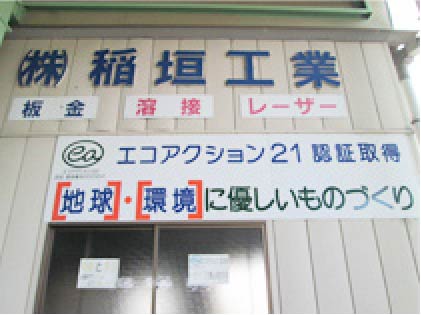 ㈱稲垣工業
板金 溶接 レーザー
ea エコアクション21 認証取得
[地球]・[環境]に優しいものづくり